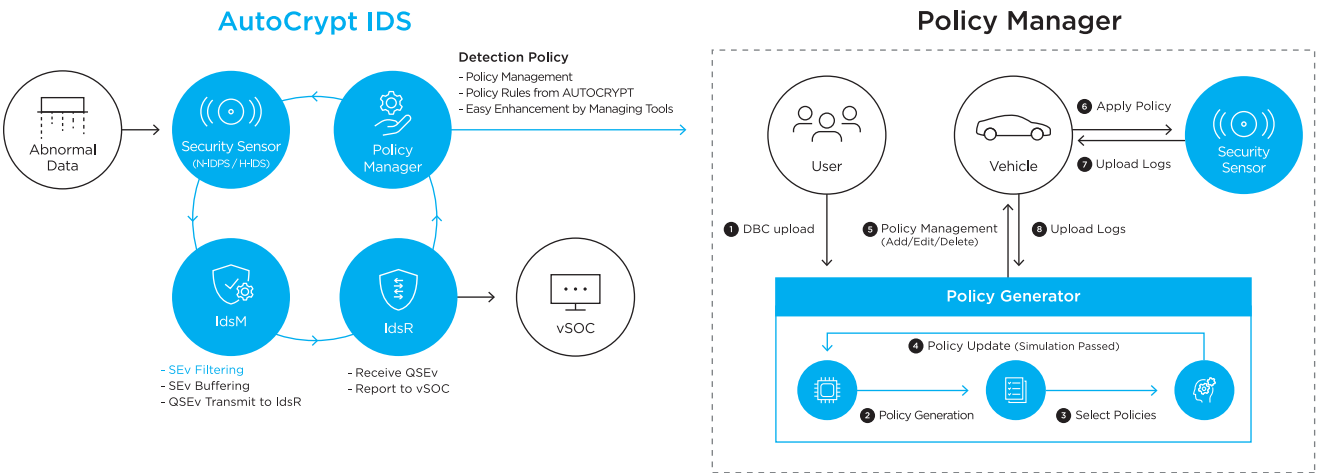 AutoCrypt IDS
Abnormal
Data
Security Sensor
(N-IDPS / H-IDS)
Policy
Manager
Detection Policy
- Policy Management
- Policy Rules from AUTOCRYPT
- Easy Enhancement by Managing Tools
IdsM
IdsR
vSOC
- SEv Filtering
- SEv Buffering
- QSEv Transmit to IdsR
- Receive QSEv
- Report to vSOC
Policy Manager
User
Vehicle
6 Apply Policy
7 Upload Logs
Security
Sensor
1 DBC upload
5 Policy Management
(Add/Edit/Delete)
8 Upload Logs
Policy Generator
4 Policy Update (Simulation Passed)
2 Policy Generation
3 Select Policies